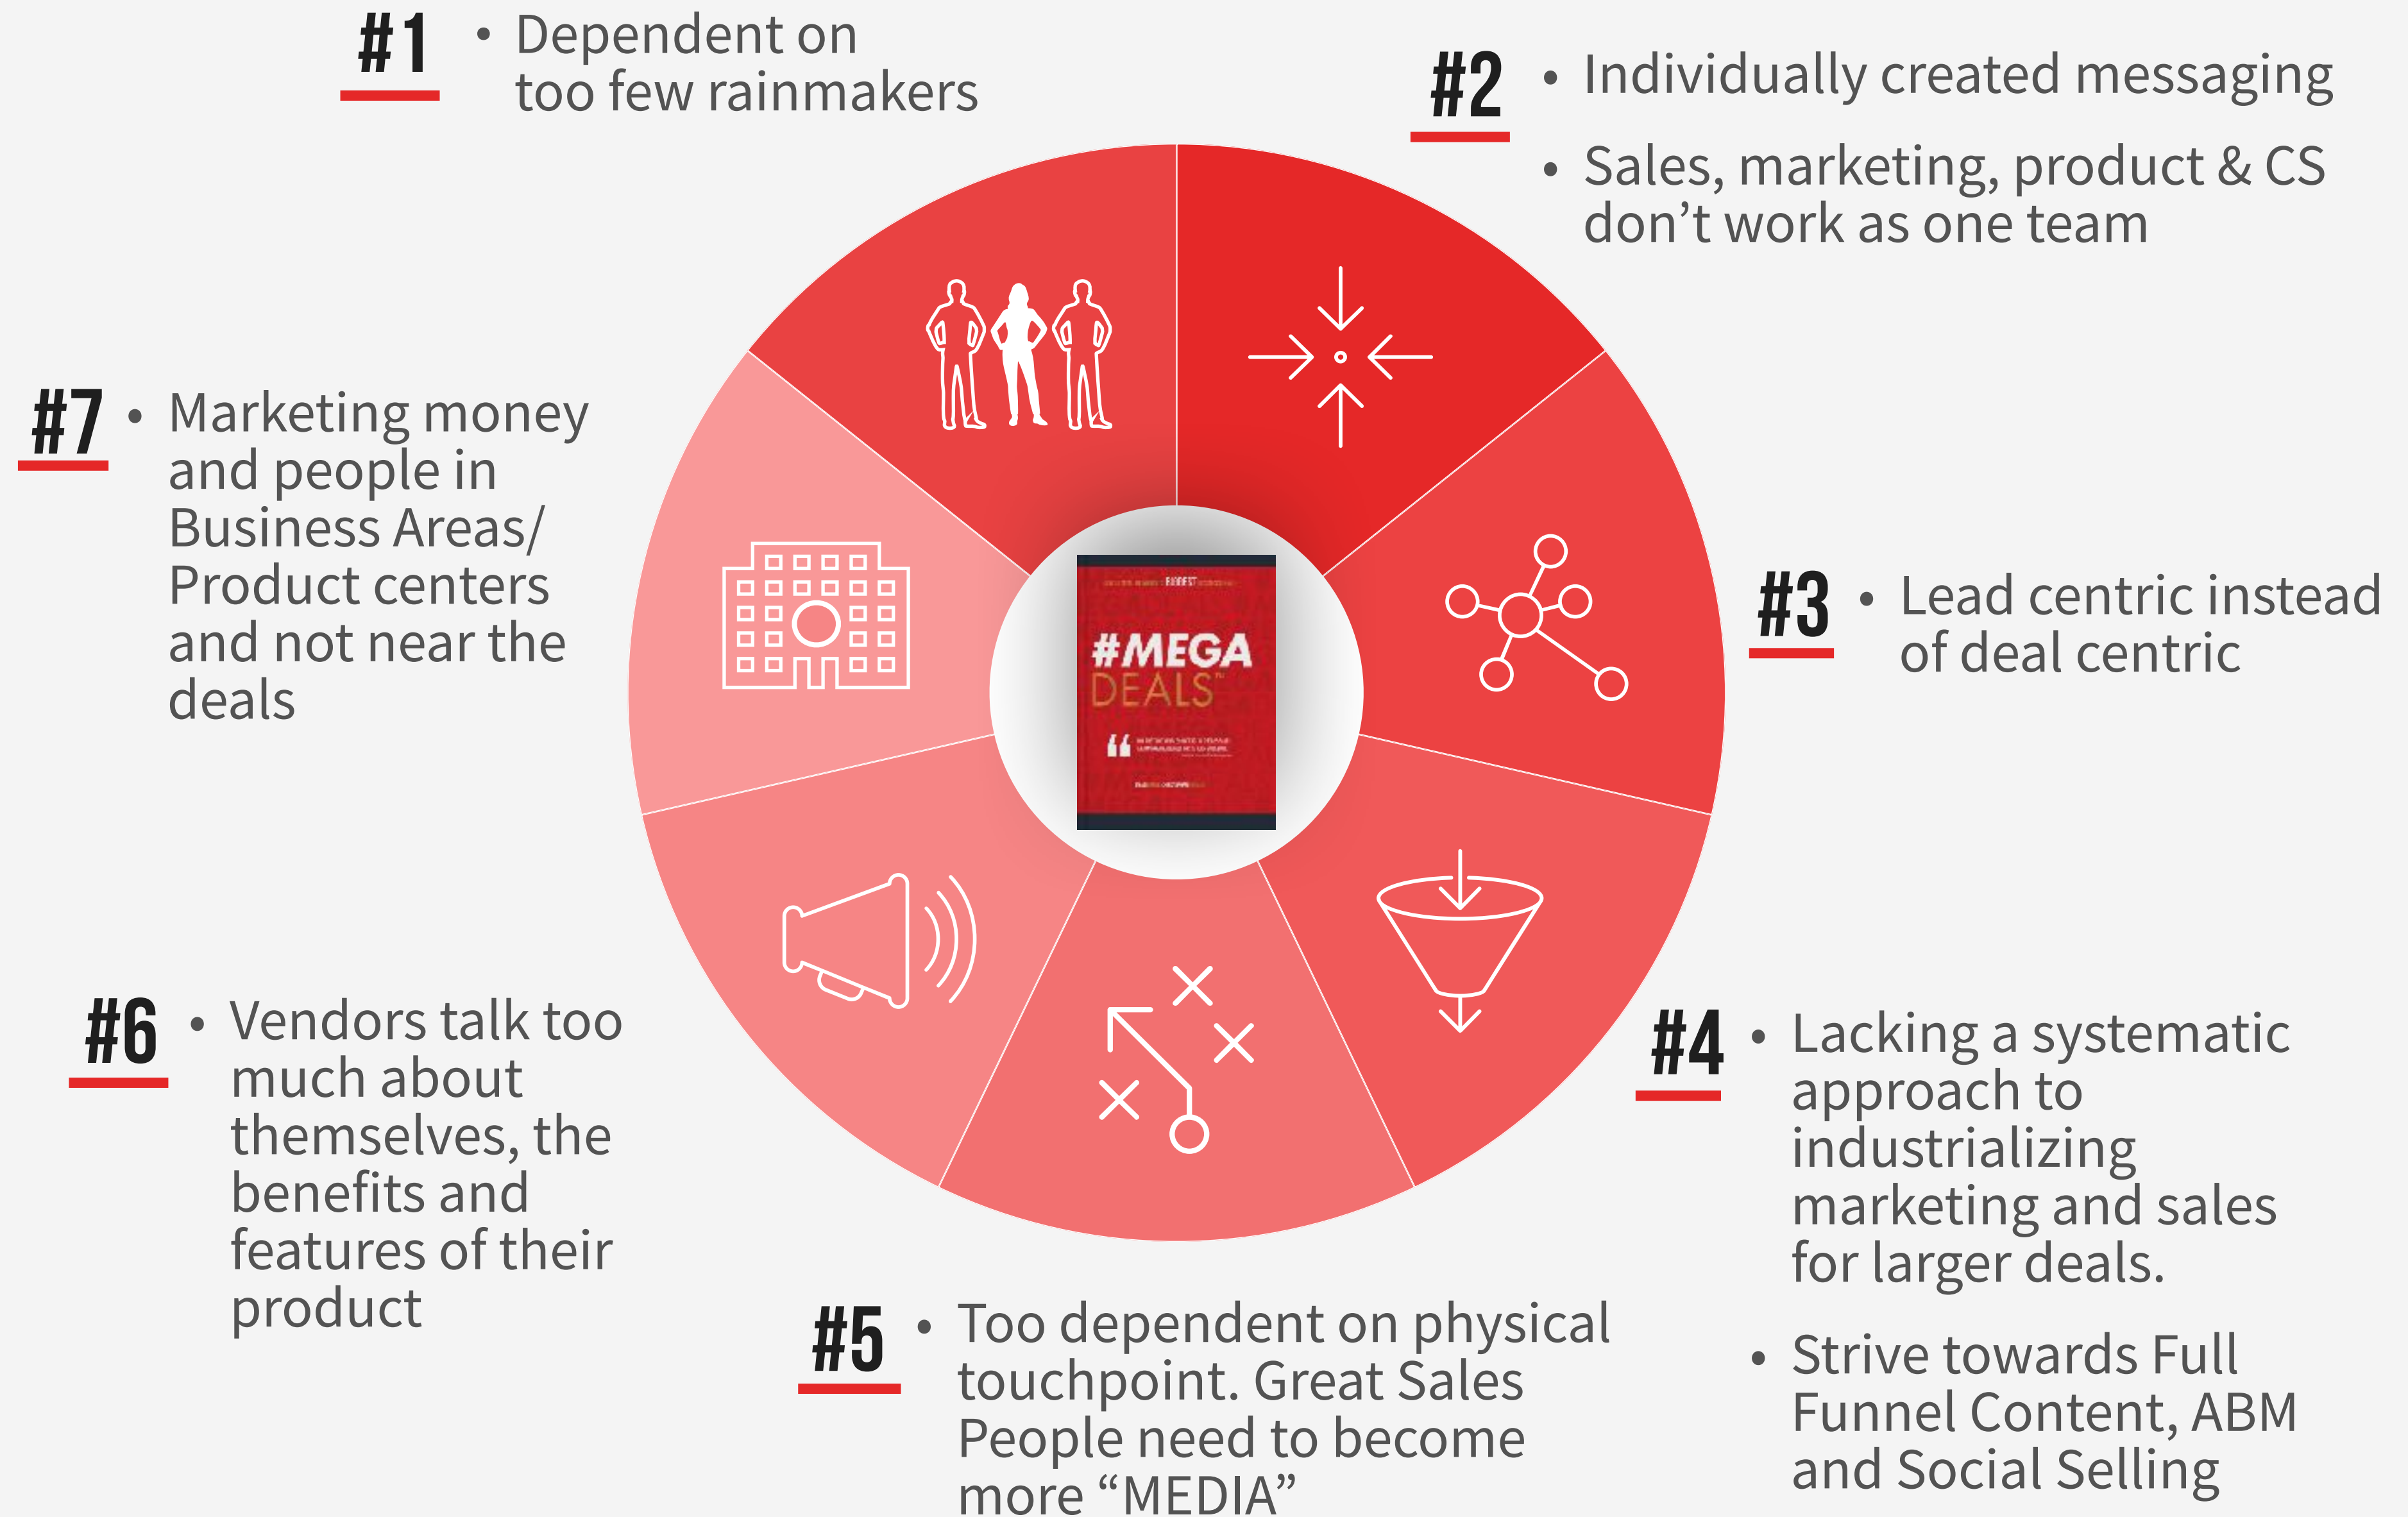 #1
• Dependent on
too few rainmakers
#2
• Individually created messaging
• Sales, marketing, product & CS
don’t work as one team
#3
• Lead centric instead
of deal centric
#4
• Lacking a systematic
approach to
industrializing
marketing and sales
for larger deals.
• Strive towards Full
Funnel Content, ABM
and Social Selling
#5
• Too dependent on physical
touchpoint. Great Sales
People need to become
more “MEDIA”
#6
• Vendors talk too
much about
themselves, the
benefits and
features of their
product
#7
• Marketing money
and people in
Business Areas/
Product centers
and not near the
deals
BIGGEST
#MEGA
DEALS™